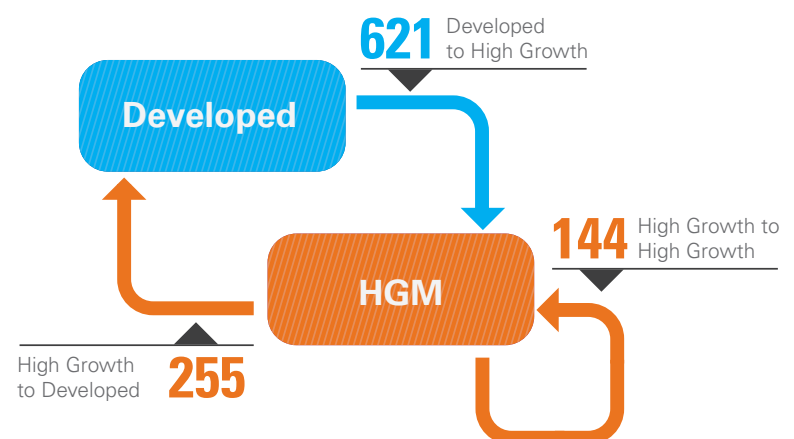 621
Developed
to High Growth
Developed
144
High Growth to
High Growth
HGM
High Growth
to Developed
255